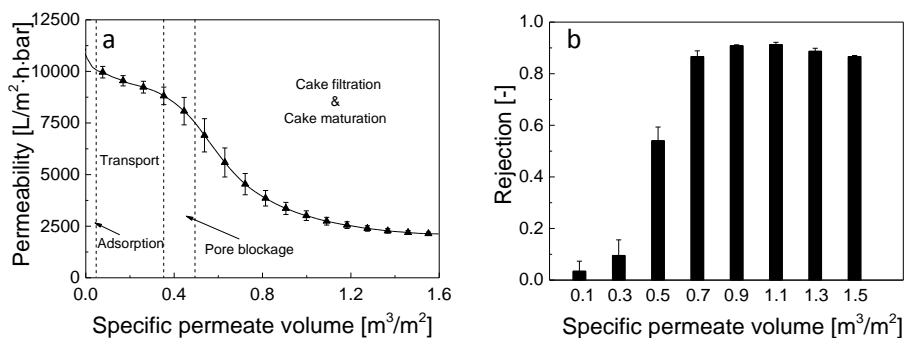 a
12500
10000
7500
5000
2500
0
Permeability [L/m²·h·bar]
Cake filtration
&
Cake maturation
Transport
Adsorption
Pore blockage
0.0 0.4 0.8 1.2 1.6
Specific permeate volume [m³/m²]
b
1.0
0.8
0.6
0.4
0.2
0.0
Rejection [-]
0.1 0.3 0.5 0.7 0.9 1.1 1.3 1.5
Specific permeate volume [m³/m²]